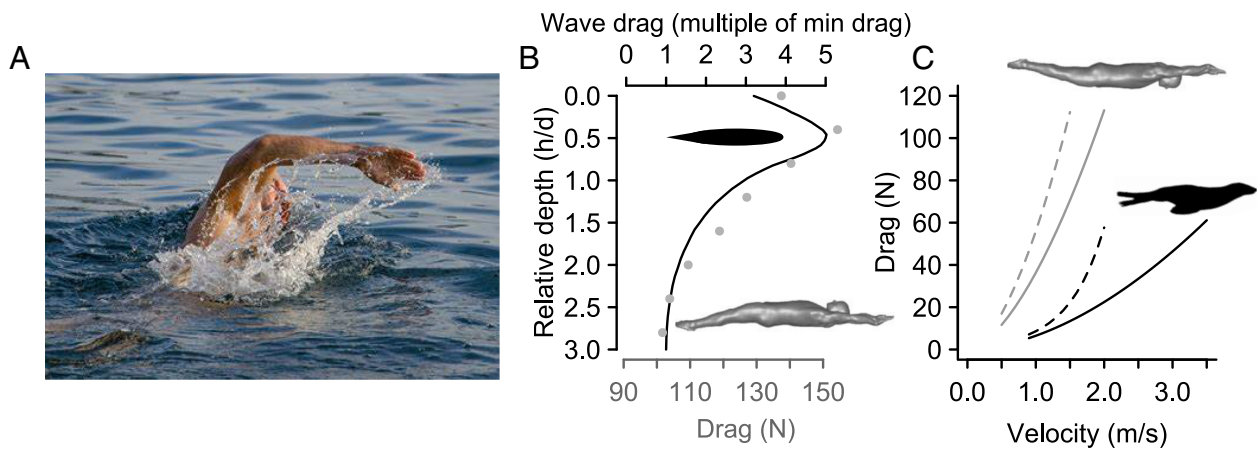 A
B
Wave drag (multiple of min drag)
0 1 2 3 4 5
Relative depth (h/d)
0.0
0.5
1.0
1.5
2.0
2.5
3.0
90 110 130 150
Drag (N)
C
Drag (N)
120
100
80
60
40
20
0
0.0 1.0 2.0 3.0
Velocity (m/s)